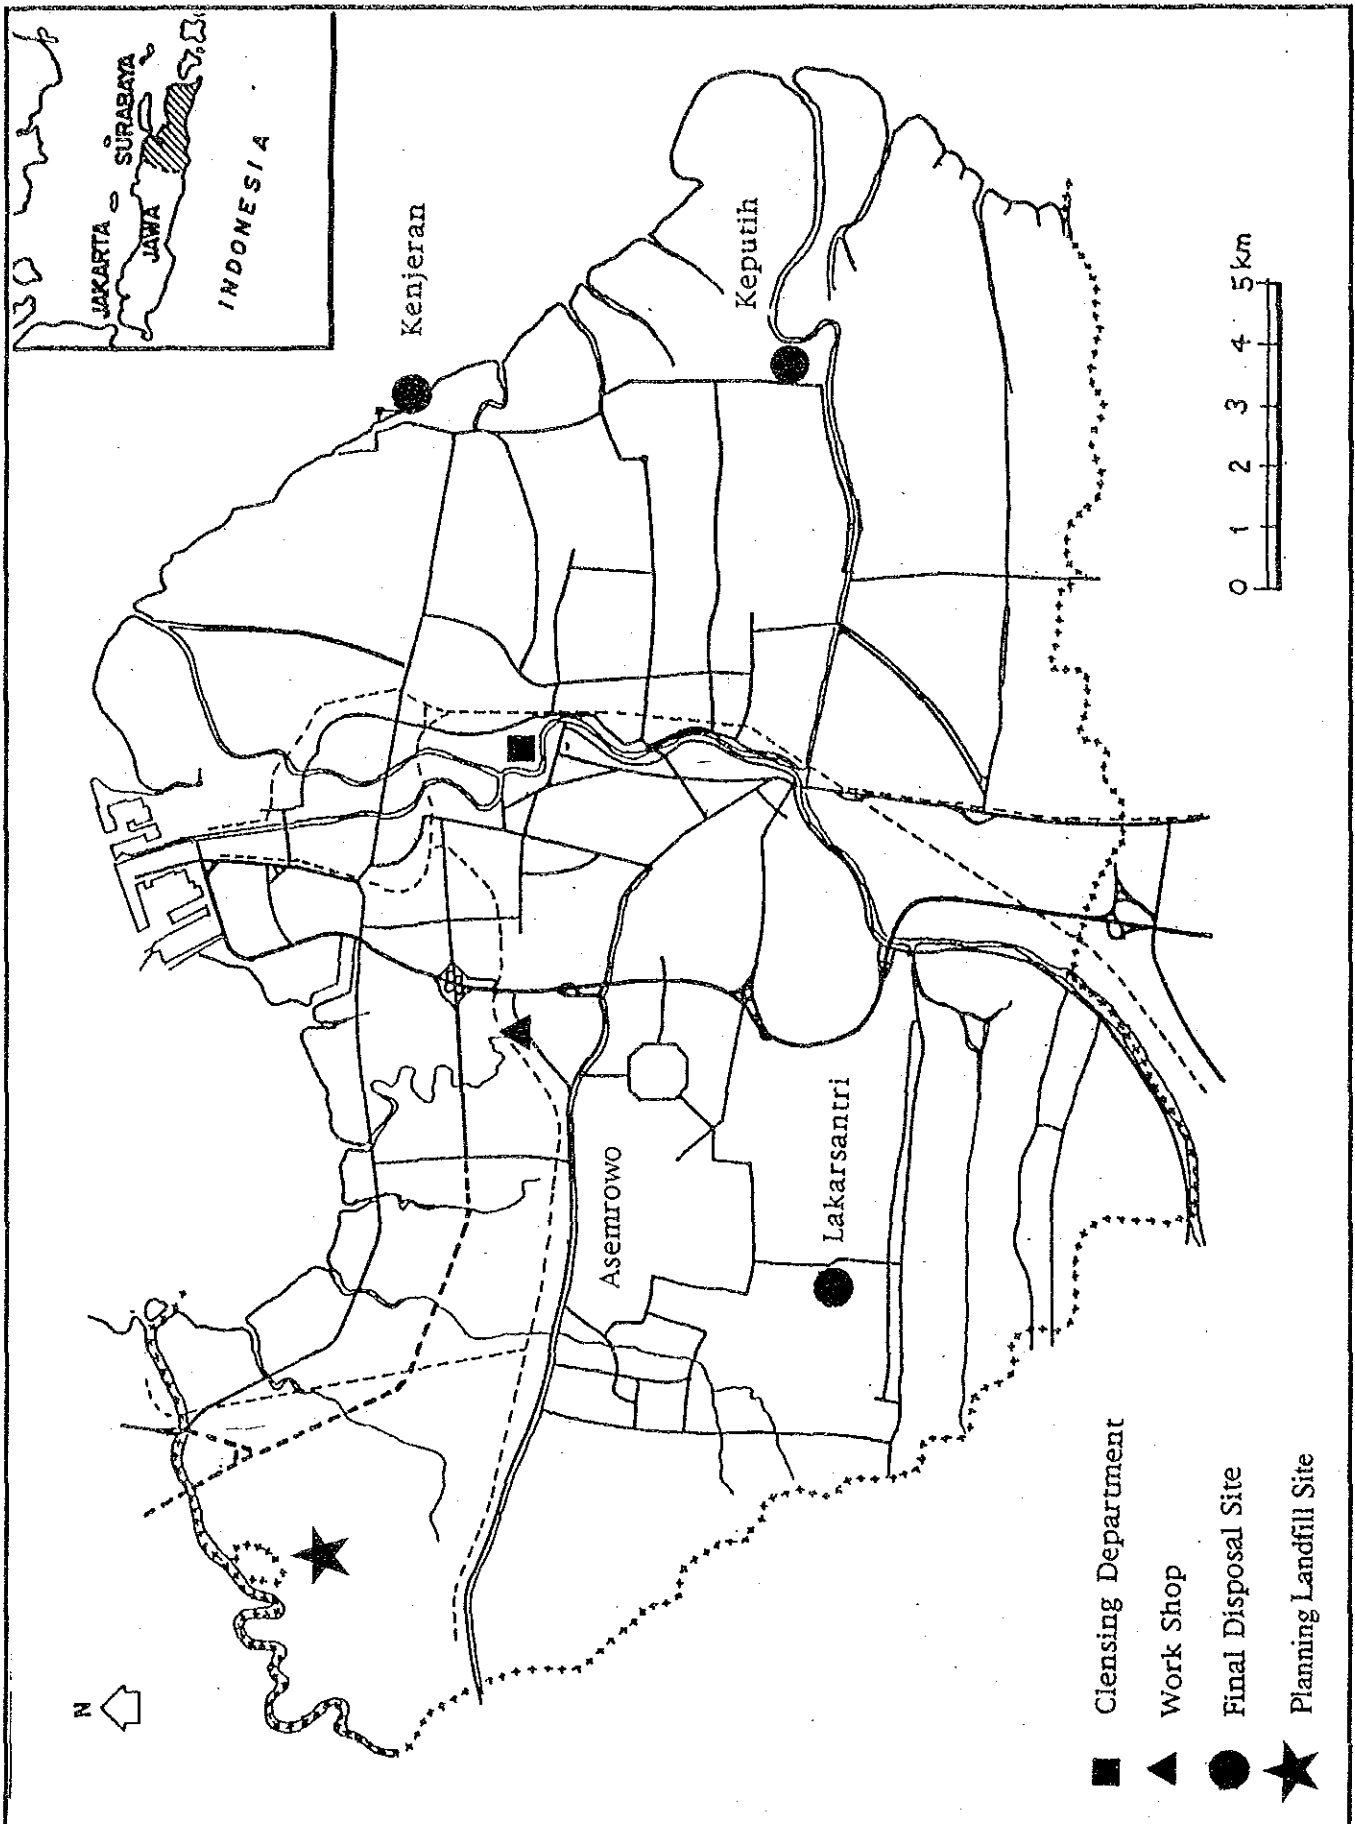 JAKARTA
SURABAYA
JAWA
INDONESIA
N
Kenjeran
Keputih
Asemrowo
Lakarsantri
0 1 2 3 4 5km
Clensing Department
Work Shop
Final Disposal Site
Planning Landfill Site